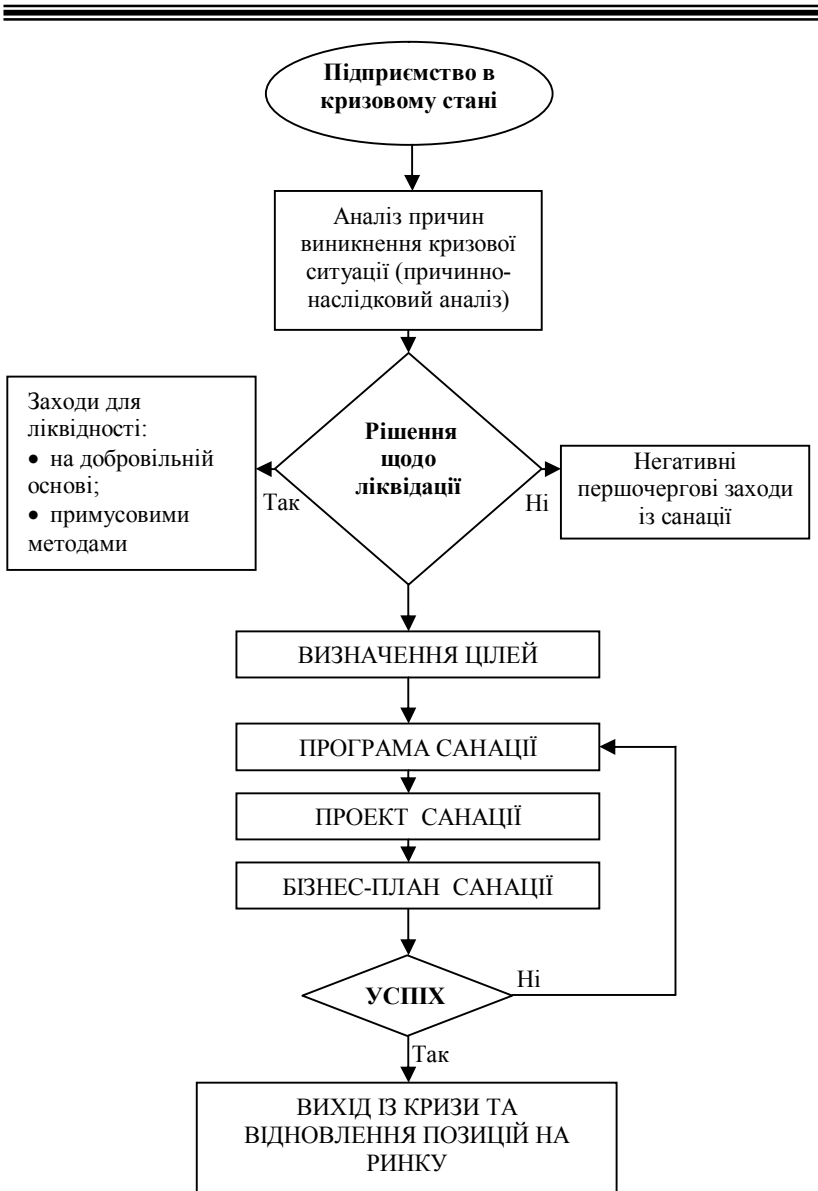 Підприємство в
кризовому стані
Аналіз причин
виникнення кризової
ситуації (причинно-
наслідковий аналіз)
Заходи для
ліквідності:
• на добровільній
основі;
• примусовими
методами
Так
Рішення
щодо
ліквідації
Ні
Негативні
першочергові заходи
із санації
ВИЗНАЧЕННЯ ЦІЛЕЙ
ПРОГРАМА САНАЦІЇ
ПРОЕКТ САНАЦІЇ
БІЗНЕС-ПЛАН САНАЦІЇ
УСПІХ
Ні
Так
ВИХІД ІЗ КРИЗИ ТА
ВІДНОВЛЕННЯ ПОЗИЦІЙ НА
РИНКУ